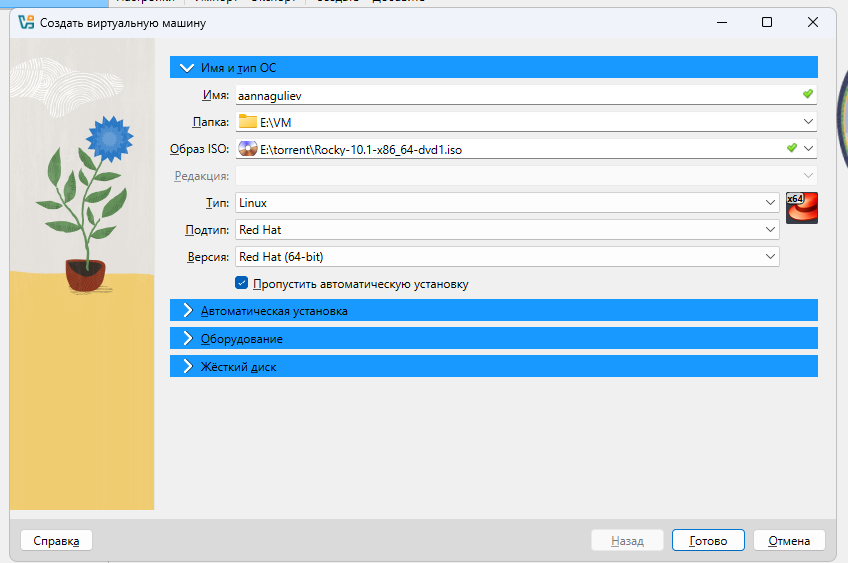 Создать виртуальную машину
Имя и тип ОС
Имя: aannaguliev
Папка: E:\VM
Образ ISO: E:\torrent\Rocky-10.1-x86_64-dvd1.iso
Редакция:
Тип: Linux
x64
Подтип: Red Hat
Версия: Red Hat (64-bit)
Пропустить автоматическую установку
Автоматическая установка
Оборудование
Жёсткий диск
Справка Назад Готово Отмена